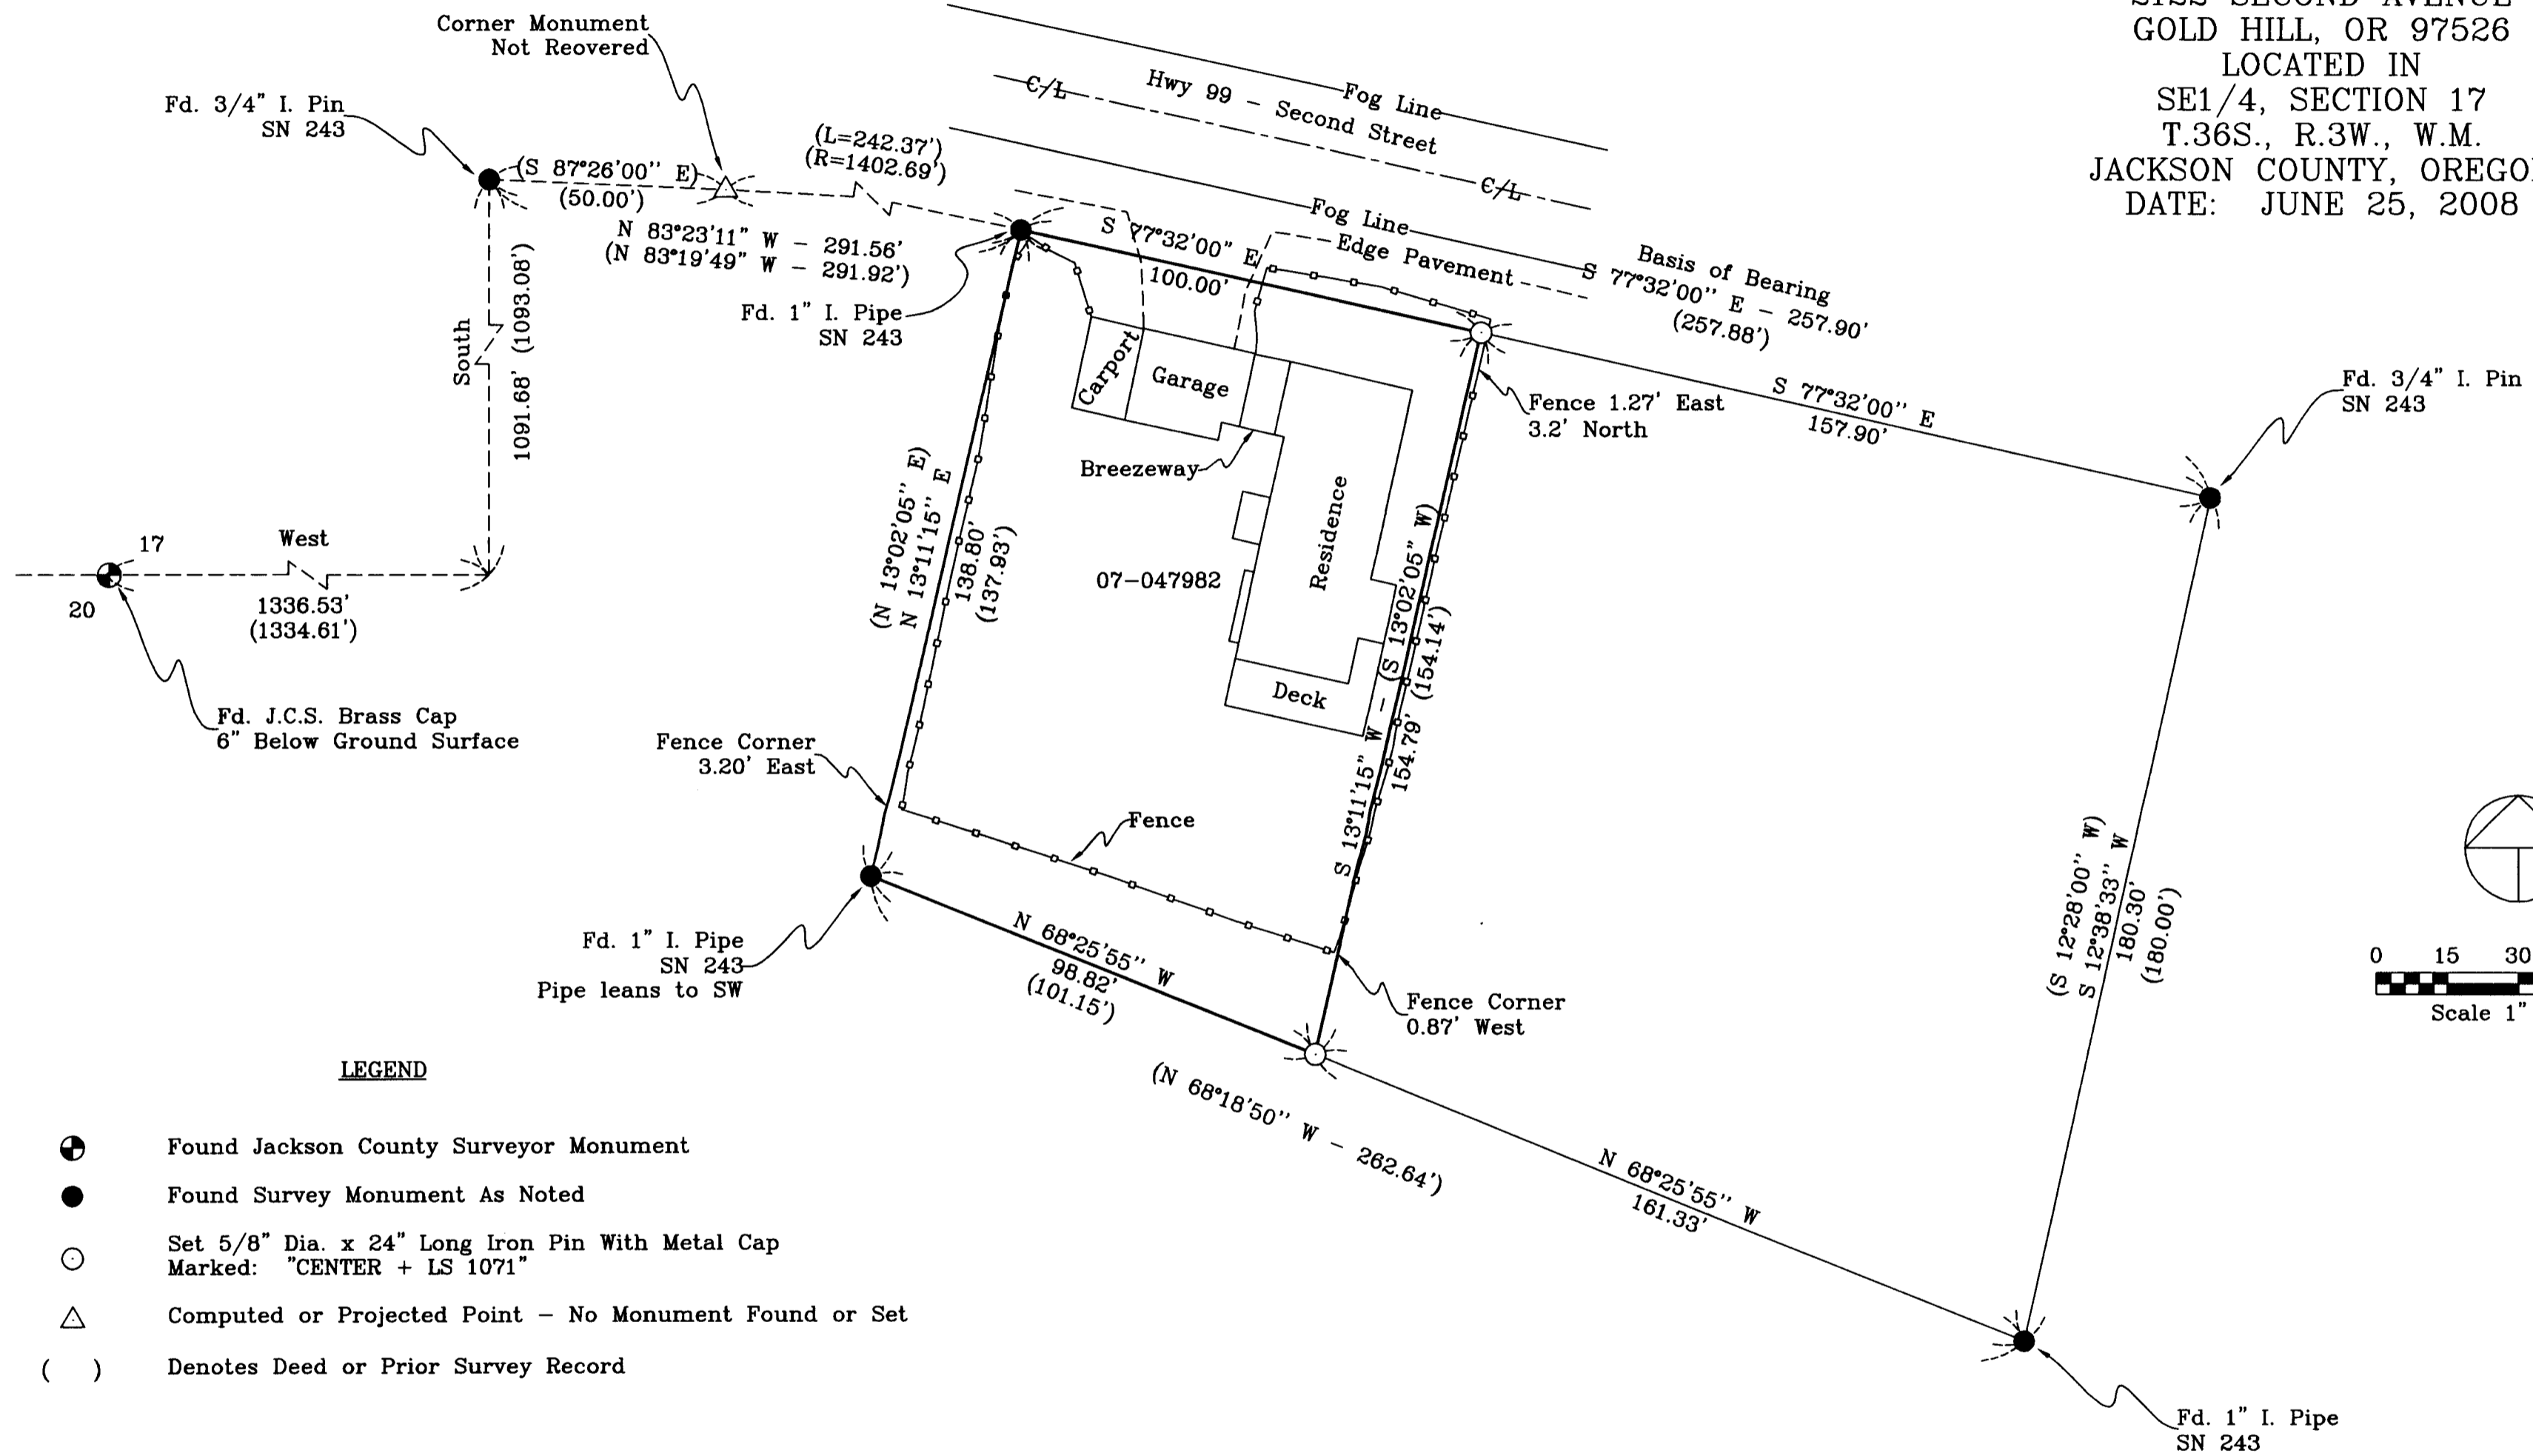 GOLD HILL, OR 97526
LOCATED IN
SE1/4, SECTION 17
T.36S., R.3W., W.M.
JACKSON COUNTY,
DATE: JUNE 25, 2008
Corner Monument
Not Reovered
Fd. 3/4" I. Pin
SN 243
(S 87°26'00" E)
(50.00')
(L=242.37')
(R=1402.69')
N 83°23'11" W - 291.56'
(N 83°19'49" W - 291.92')
Fog Line
C/L
Hwy 99 - Second Street
C/L
Fog Line
Edge Pavement
S 77°32'00" E
100.00'
Basis of Bearing
S 77°32'00" E - 257.90'
(257.88')
Fd. 1" I. Pipe
SN 243
South
1091.68' (1093.08')
Carport
Garage
Breezeway
Residence
Deck
07-047982
Fence 1.27' East
3.2' North
S 77°32'00" E
157.90'
Fd. 3/4" I. Pin
SN 243
17
West
20
1336.53'
(1334.61')
Fd. J.C.S. Brass Cap
6" Below Ground Surface
(N 13°02'05" E)
N 13°11'15" E
138.80'
(137.93')
S 13°11'15" W - (S 13°02'05" W)
154.79' (154.14')
Fence Corner
3.20' East
Fence
(S 12°28'00" W)
S 12°38'33" W
180.30'
(180.00')
0 15 30
Scale 1"
Fd. 1" I. Pipe
SN 243
Pipe leans to SW
N 68°25'55" W
98.82'
(101.15')
Fence Corner
0.87' West
(N 68°18'50" W - 262.64')
N 68°25'55" W
161.33'
Fd. 1" I. Pipe
SN 243
LEGEND
Found Jackson County Surveyor Monument
Found Survey Monument As Noted
Set 5/8" Dia. x 24" Long Iron Pin With Metal Cap
Marked: "CENTER + LS 1071"
Computed or Projected Point - No Monument Found or Set
( ) Denotes Deed or Prior Survey Record